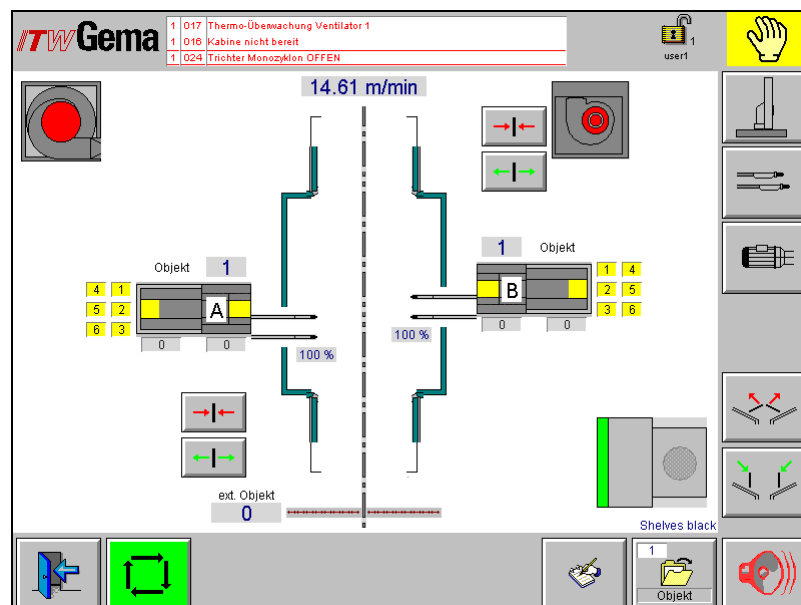 ITWGema
1 017 Thermo-Überwachung Ventilator 1
1 016 Kabine nicht bereit
1 024 Trichter Monozyklon OFFEN
1
user1
14.61 m/min
Objekt 1
1 Objekt
4 1
5 2
6 3
A
0 0
100 %
B
1 4
2 5
3 6
0 0
100 %
ext. Objekt
0
Shelves black
1
Objekt